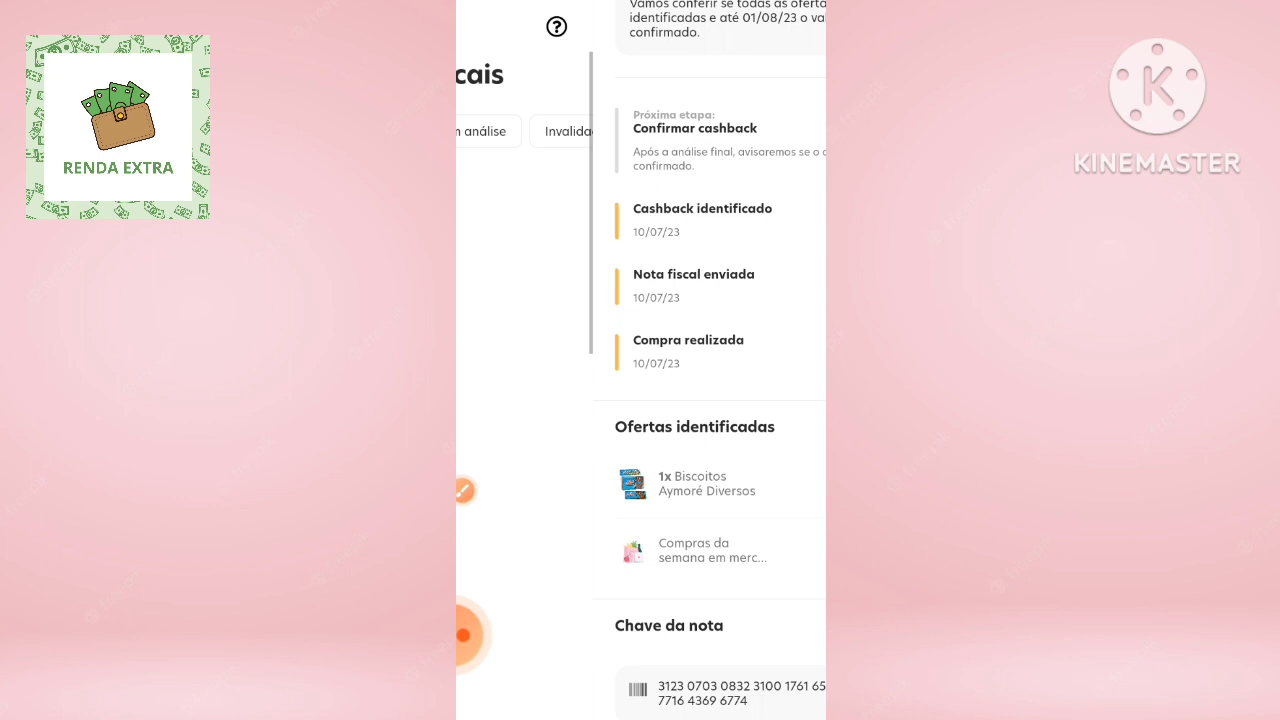 RENDA EXTRA
KINEMASTER
cais
análise
Vamos conferir se todas as
identificadas e até 01/08/23 o
confirmado.
Próxima etapa:
Confirmar cashback
Após a análise final, avisaremos se o
confirmado.
Cashback identificado
10/07/23
Nota fiscal enviada
10/07/23
Compra realizada
10/07/23
Ofertas identificadas
1x Biscoitos
Aymoré Diversos
Compras da
semana em merc...
Chave da nota
3123 0703 0832 3100 1761 65
7716 4369 6774